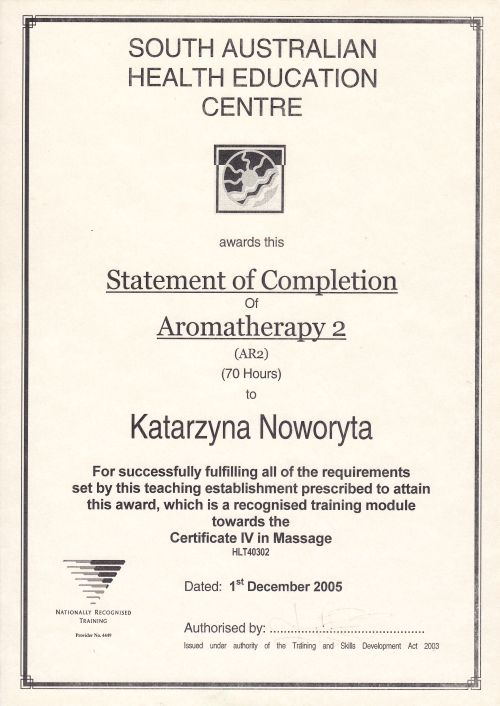 SOUTH AUSTRALIAN
HEALTH EDUCATION
CENTRE
awards this
Statement of Completion
Of
Aromatherapy 2
(AR2)
(70 Hours)
to
Katarzyna Noworyta
For successfully fulfilling all of the requirements
set by this teaching establishment prescribed to attain
this award, which is a recognised training module
towards the
Certificate IV in Massage
HLT40302
NATIONALLY RECOGNISED
TRAINING
Provider No. 4449
Dated: 1st December 2005
Authorised by: ............................................
Issued under authority of the Training and Skills Development Act 2003